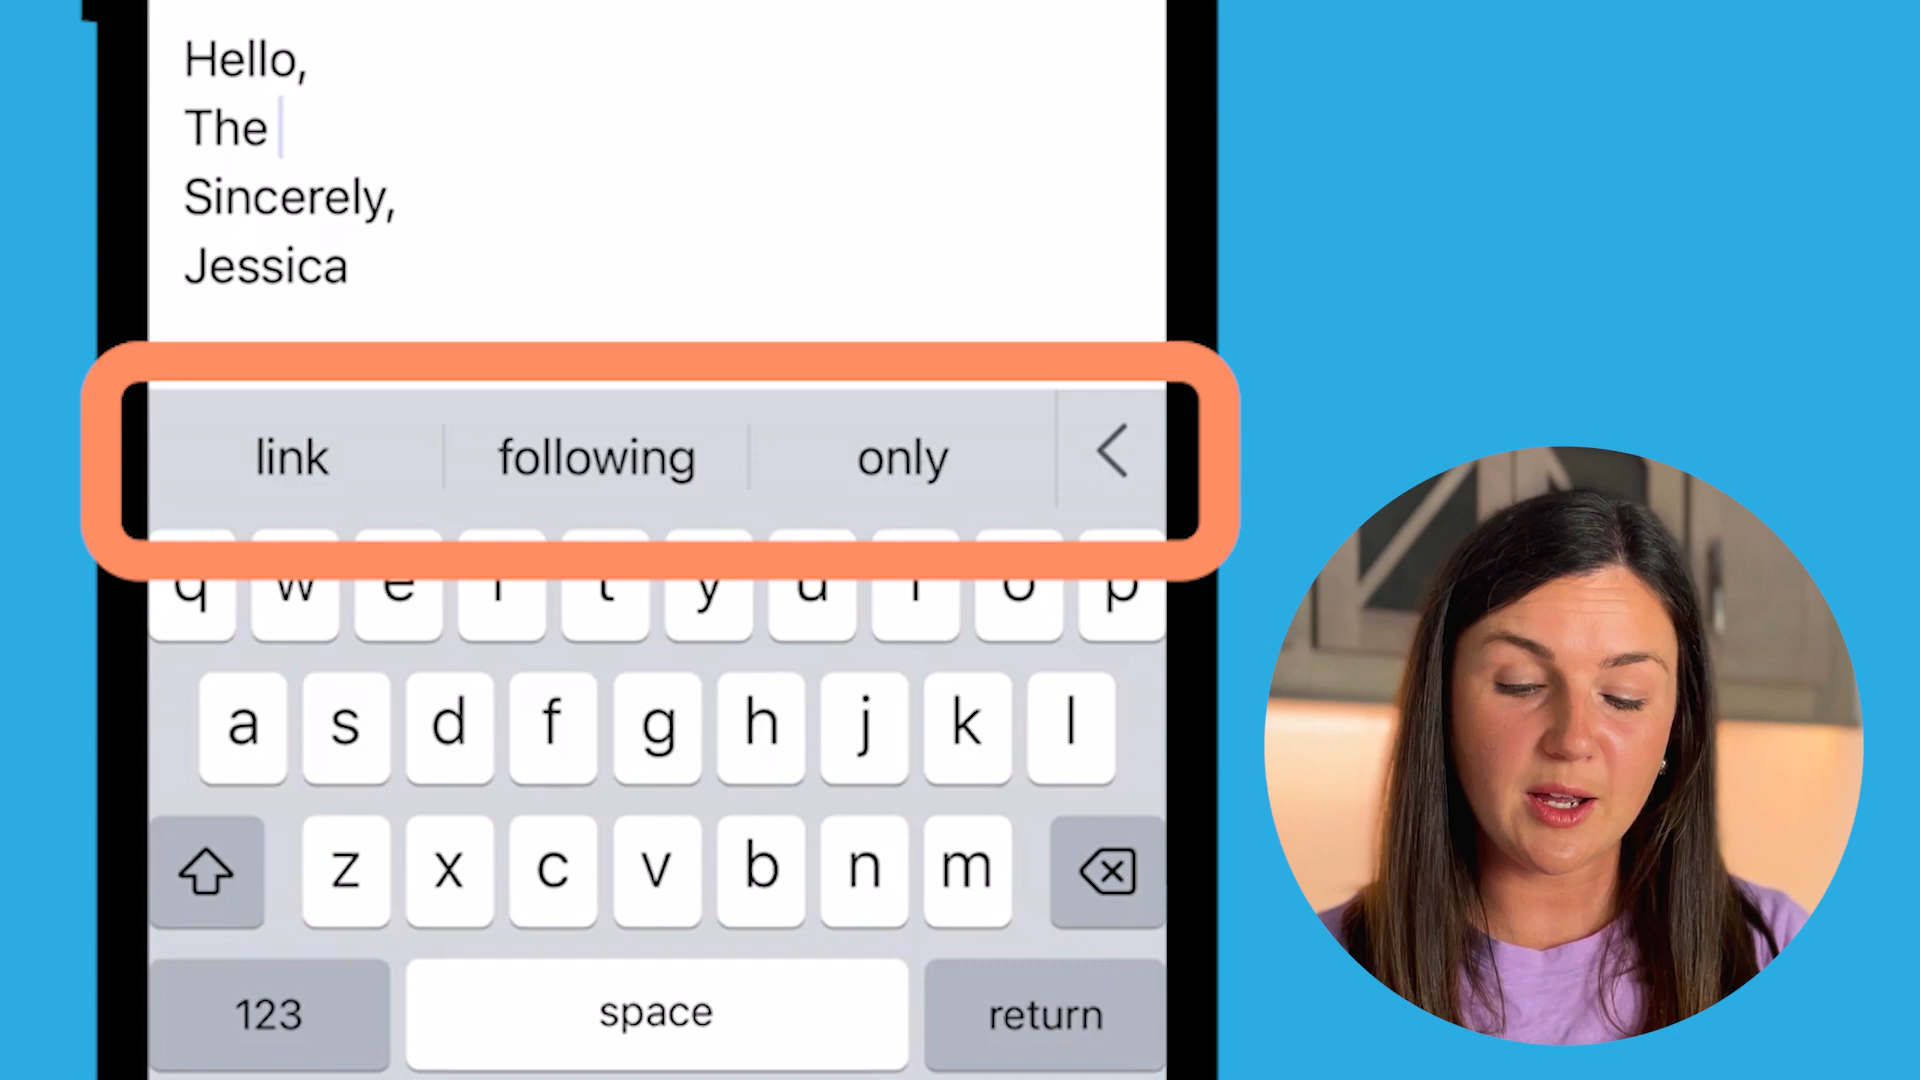 Hello,
The
Sincerely,
Jessica
link following only
q w e r t y u i o p
a s d f g h j k l
z x c v b n m
123 space return